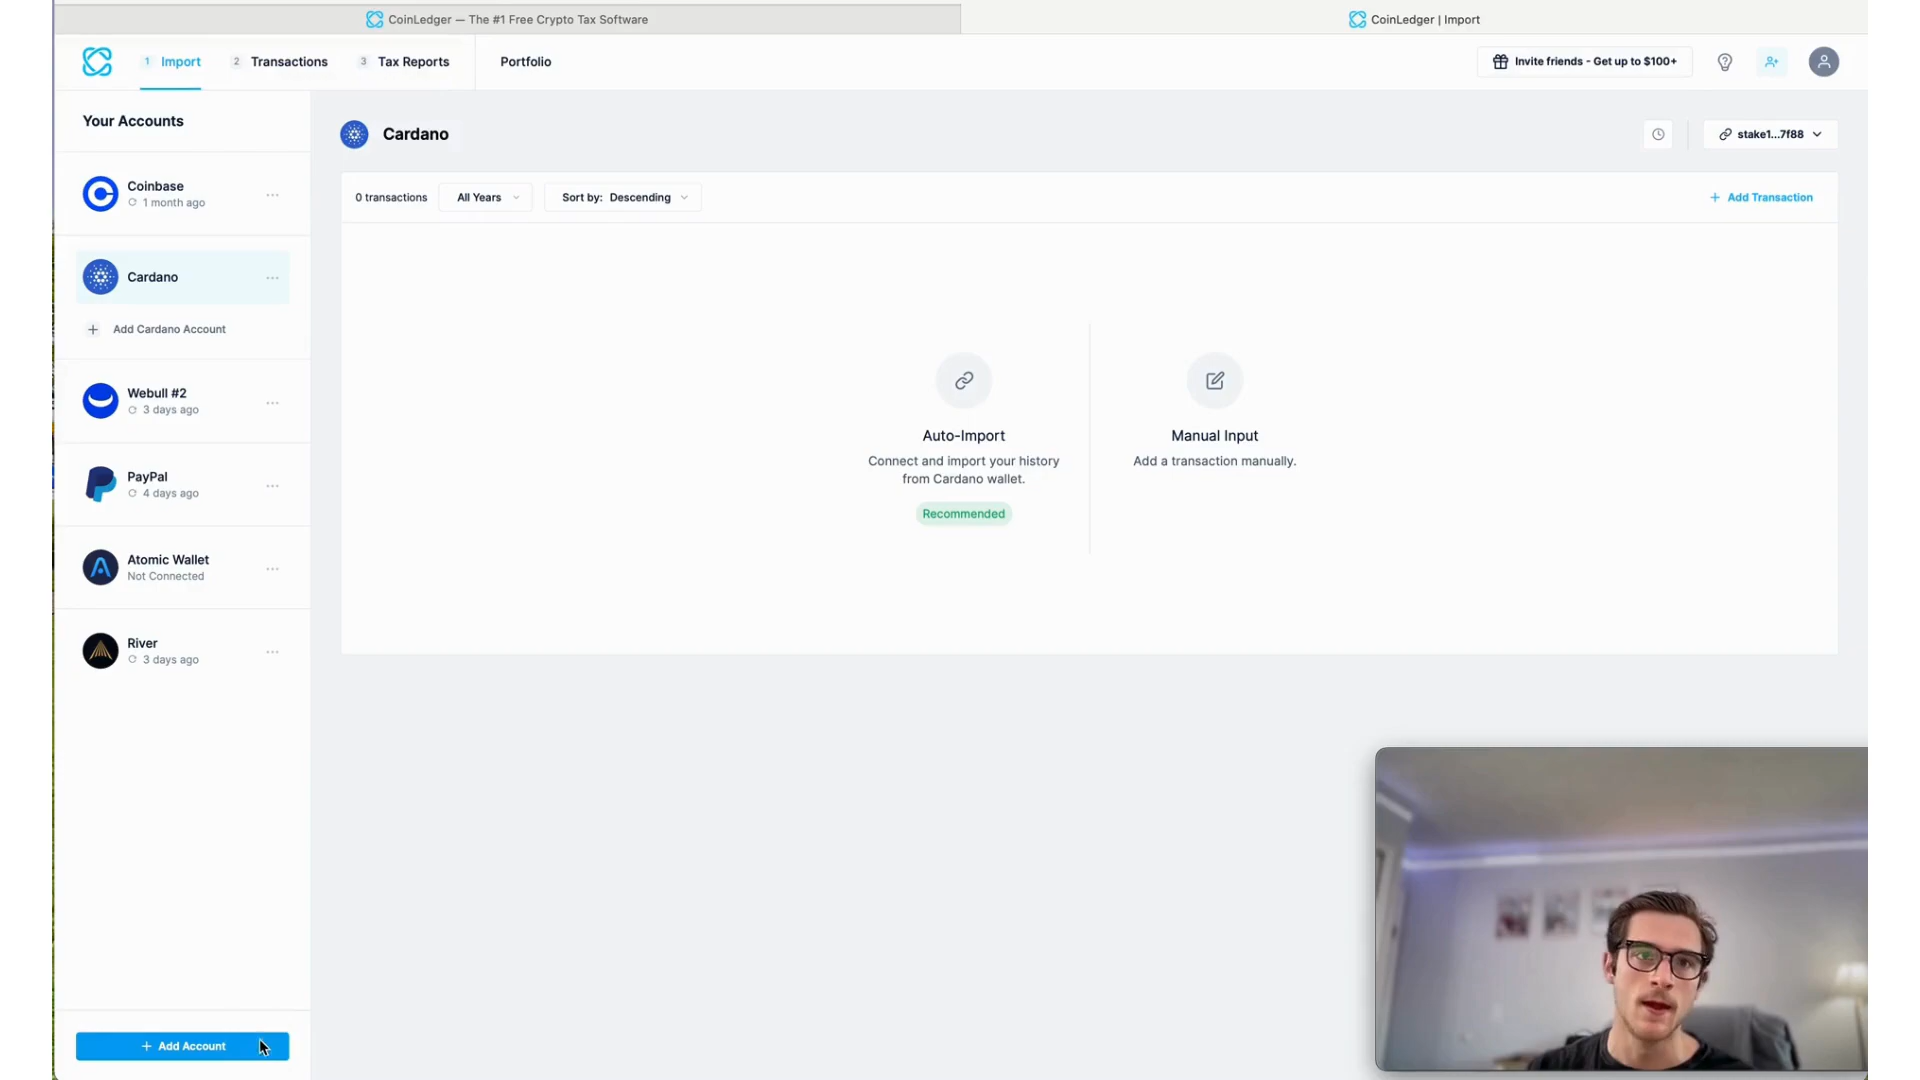 CoinLedger — The #1 Free Crypto Tax Software
CoinLedger | Import
1 Import
2 Transactions
3 Tax Reports
Portfolio
Invite friends - Get up to $100+
Your Accounts
Coinbase
1 month ago
Cardano
Add Cardano Account
Webull #2
3 days ago
PayPal
4 days ago
Atomic Wallet
Not Connected
River
3 days ago
+ Add Account
Cardano
stake1...7f88
0 transactions
All Years
Sort by: Descending
+ Add Transaction
Auto-Import
Connect and import your history
from Cardano wallet.
Recommended
Manual Input
Add a transaction manually.